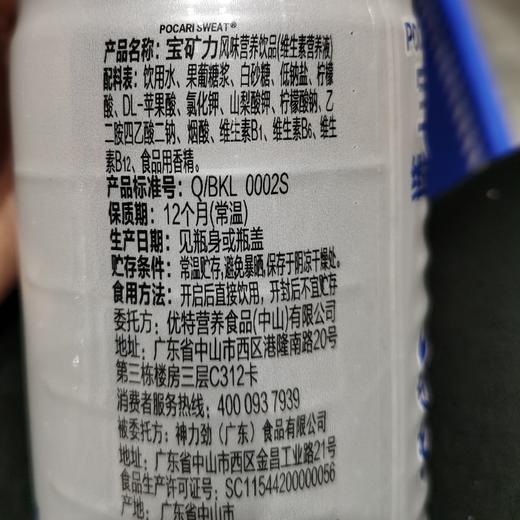 POCARI SWEAT®
产品名称：宝矿力风味营养饮品(维生素营养液)
配料表：饮用水、果葡糖浆、白砂糖、低钠盐、柠檬
酸、DL-苹果酸、氯化钾、山梨酸钾、柠檬酸钠、乙
二胺四乙酸二钠、烟酸、维生素B1、维生素B6、维生
素B12、食品用香精。
产品标准号：Q/BKL 0002S
保质期：12个月(常温)
生产日期：见瓶身或瓶盖
贮存条件：常温贮存,避免暴晒,保存于阴凉干燥处。
食用方法：开启后直接饮用，开封后不宜贮存
委托方：优特营养食品(中山)有限公司
地址：广东省中山市西区港隆南路20号
第三栋楼房三层C312卡
消费者服务热线：400 093 7939
被委托方：神力劲（广东）食品有限公司
地址：广东省中山市西区金昌工业路21号
食品生产许可证号：SC11544200000056
产地：广东省中山市